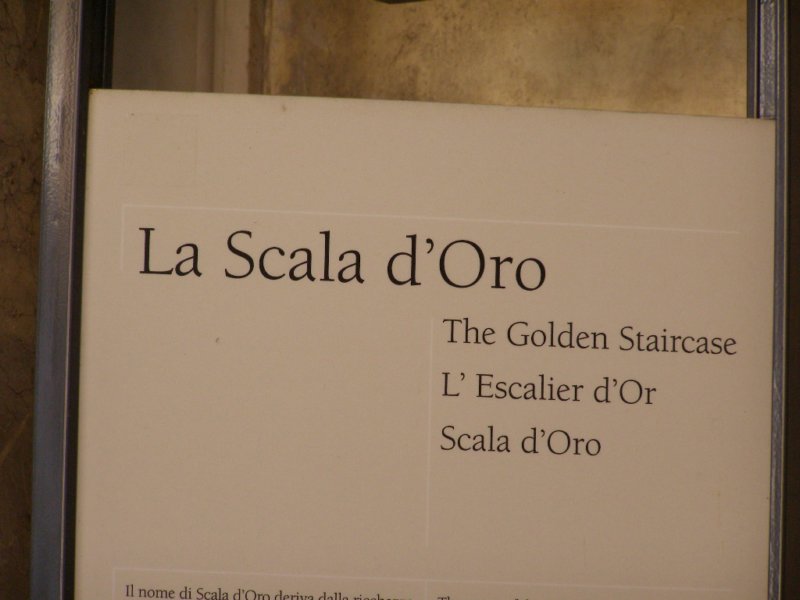 La Scala d'Oro
The Golden Staircase
L' Escalier d'Or
Scala d'Oro
Il nome di Scala d'Oro deriva dalla